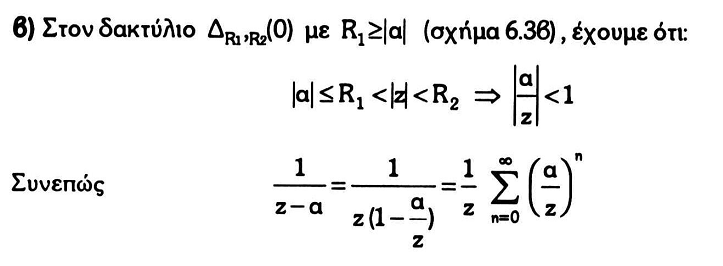 β) Στον δακτύλιο Δ_{R₁,R₂}(0) με R₁≥|α| (σχήμα 6.3β), έχουμε ότι:
|α| ≤ R₁ < |z| < R₂ ⇒ |α/z| < 1
Συνεπώς 1/(z−α) = 1/(z(1−α/z)) = 1/z ∑_{n=0}^{∞} (α/z)^n